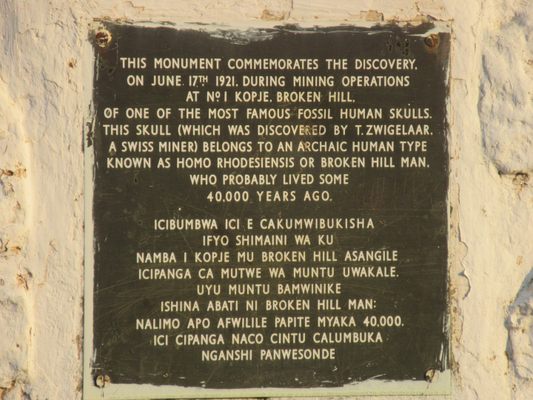 THIS MONUMENT COMMEMORATES THE DISCOVERY,
ON JUNE. 17TH 1921. DURING MINING OPERATIONS
AT Nº 1 KOPJE. BROKEN HILL.
OF ONE OF THE MOST FAMOUS FOSSIL HUMAN SKULLS.
THIS SKULL (WHICH WAS DISCOVERED BY T. ZWIGELAAR.
A SWISS MINER) BELONGS TO AN ARCHAIC HUMAN TYPE
KNOWN AS HOMO RHODESIENSIS OR BROKEN HILL MAN.
WHO PROBABLY LIVED SOME
40.000 YEARS AGO.
ICIBUMBWA ICI E CAKUMWIBUKISHA
IFYO SHIMAINI WA KU
NAMBA I KOPJE MU BROKEN HILL ASANGILE
ICIPANGA CA MUTWE WA MUNTU UWAKALE.
UYU MUNTU BAMWINIKE
ISHINA ABATI NI BROKEN HILL MAN:
NALIMO APO AFWILILE PAPITE MYAKA 40.000.
ICI CIPANGA NACO CINTU CALUMBUKA
NGANSHI PANWESONDE